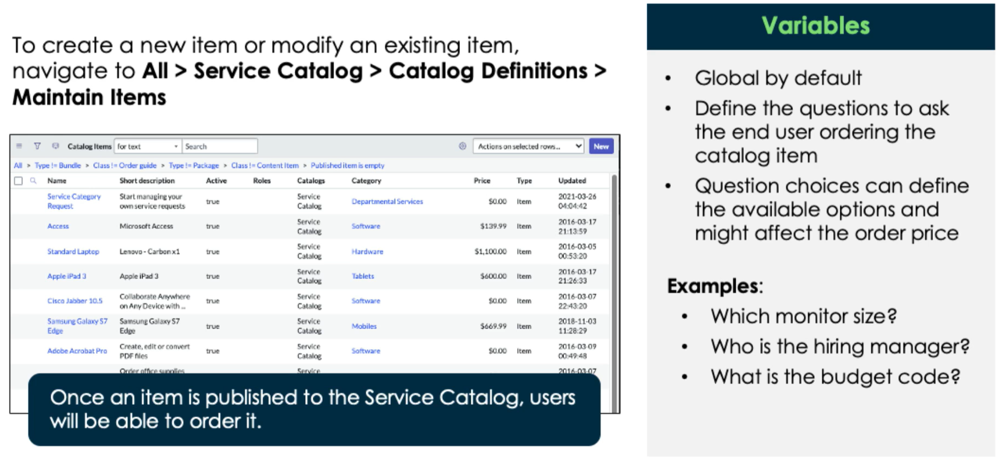 To create a new item or modify an existing item,
navigate to All > Service Catalog > Catalog Definitions >
Maintain Items
Catalog Items for text Search Actions on selected rows... New
All > Type != Bundle > Class != Order guide > Type != Package > Class != Content Item > Published item is empty
Name Short description Active Roles Catalogs Category Price Type Updated
Service Category Request Start managing your own service requests true Service Catalog Departmental Services $0.00 Item 2021-03-26 04:04:42
Access Microsoft Access true Service Catalog Software $139.99 Item 2016-03-17 21:13:59
Standard Laptop Lenovo - Carbon x1 true Service Catalog Hardware $1,100.00 Item 2016-03-05 00:53:20
Apple iPad 3 Apple iPad 3 true Service Catalog Tablets $600.00 Item 2016-03-17 21:26:33
Cisco Jabber 10.5 Collaborate Anywhere on Any Device with ... true Service Catalog Software $0.00 Item 2016-03-07 22:43:20
Samsung Galaxy S7 Edge Samsung Galaxy S7 Edge true Service Catalog Mobiles $669.99 Item 2018-11-03 11:28:29
Adobe Acrobat Pro Create, edit or convert PDF files true Service Catalog Software $0.00 Item 2016-03-09 00:49:48
Order office supplies Service 2016-03-07
Once an item is published to the Service Catalog, users
will be able to order it.
Variables
• Global by default
• Define the questions to ask
the end user ordering the
catalog item
• Question choices can define
the available options and
might affect the order price
Examples:
• Which monitor size?
• Who is the hiring manager?
• What is the budget code?